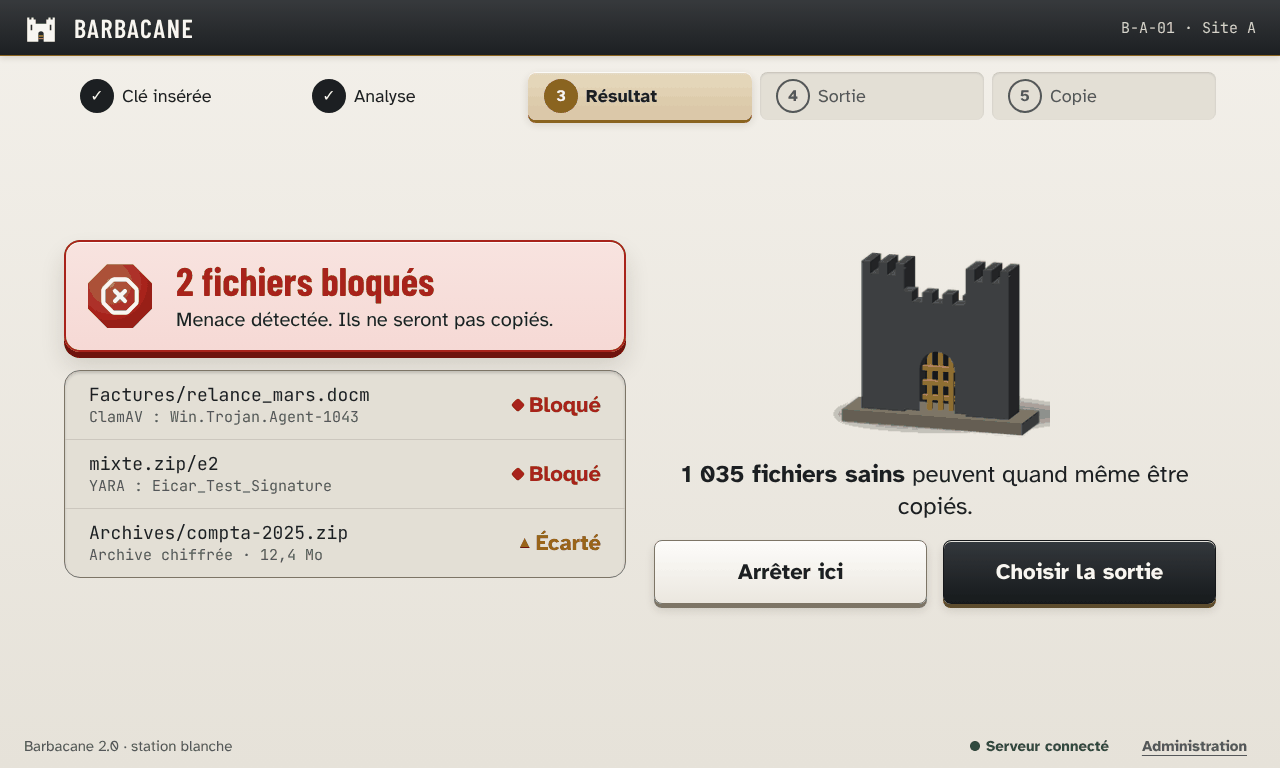 BARBACANE
B-A-01 · Site A
✓ Clé insérée
✓ Analyse
3 Résultat
4 Sortie
5 Copie
2 fichiers bloqués
Menace détectée. Ils ne seront pas copiés.
Factures/relance_mars.docm
ClamAV : Win.Trojan.Agent-1043
Bloqué
mixte.zip/e2
YARA : Eicar_Test_Signature
Bloqué
Archives/compta-2025.zip
Archive chiffrée · 12,4 Mo
Écarté
1 035 fichiers sains peuvent quand même être
copiés.
Arrêter ici
Choisir la sortie
Barbacane 2.0 · station blanche
Serveur connecté
Administration